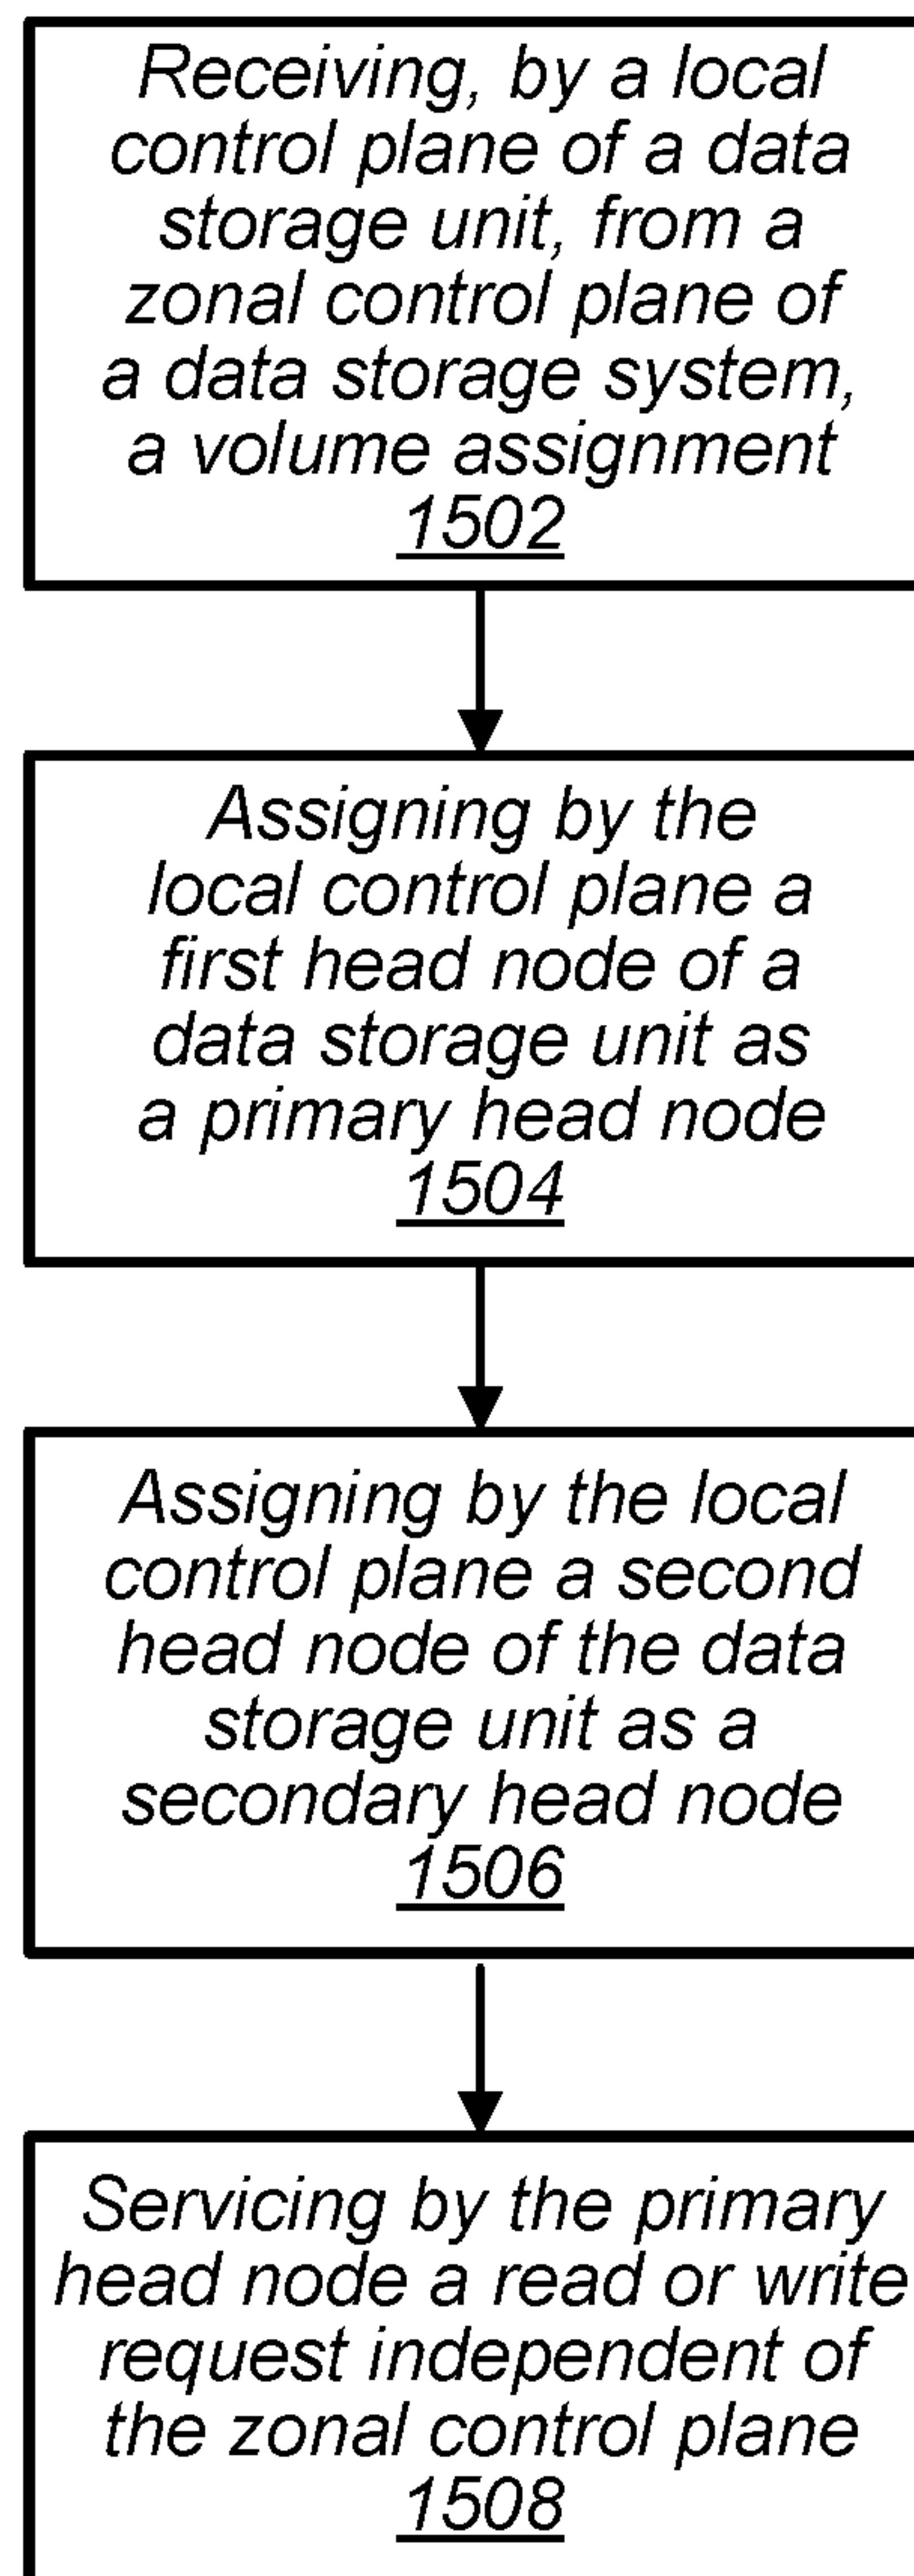 Receiving, by a local
control plane of a data
storage unit, from a
zonal control plane of
a data storage system,
a volume assignment
1502
Assigning by the
local control plane a
first head node of a
data storage unit as
a primary head node
1504
Assigning by the local
control plane a second
head node of the data
storage unit as a
secondary head node
1506
Servicing by the primary
head node a read or write
request independent of
the zonal control plane
1508